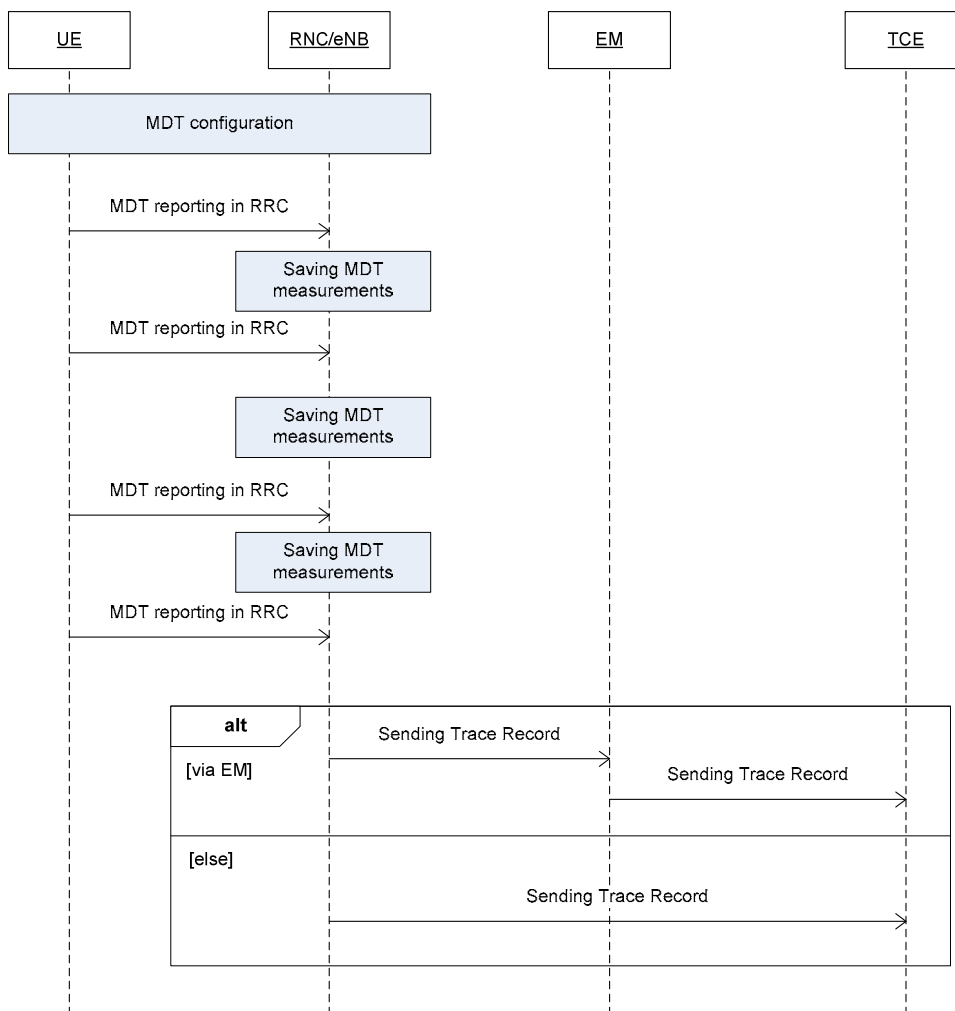 UE
RNC/eNB
EM
TCE
MDT configuration
MDT reporting in RRC
Saving MDT
measurements
MDT reporting in RRC
Saving MDT
measurements
MDT reporting in RRC
Saving MDT
measurements
MDT reporting in RRC
alt
Sending Trace Record
[via EM]
Sending Trace Record
[else]
Sending Trace Record